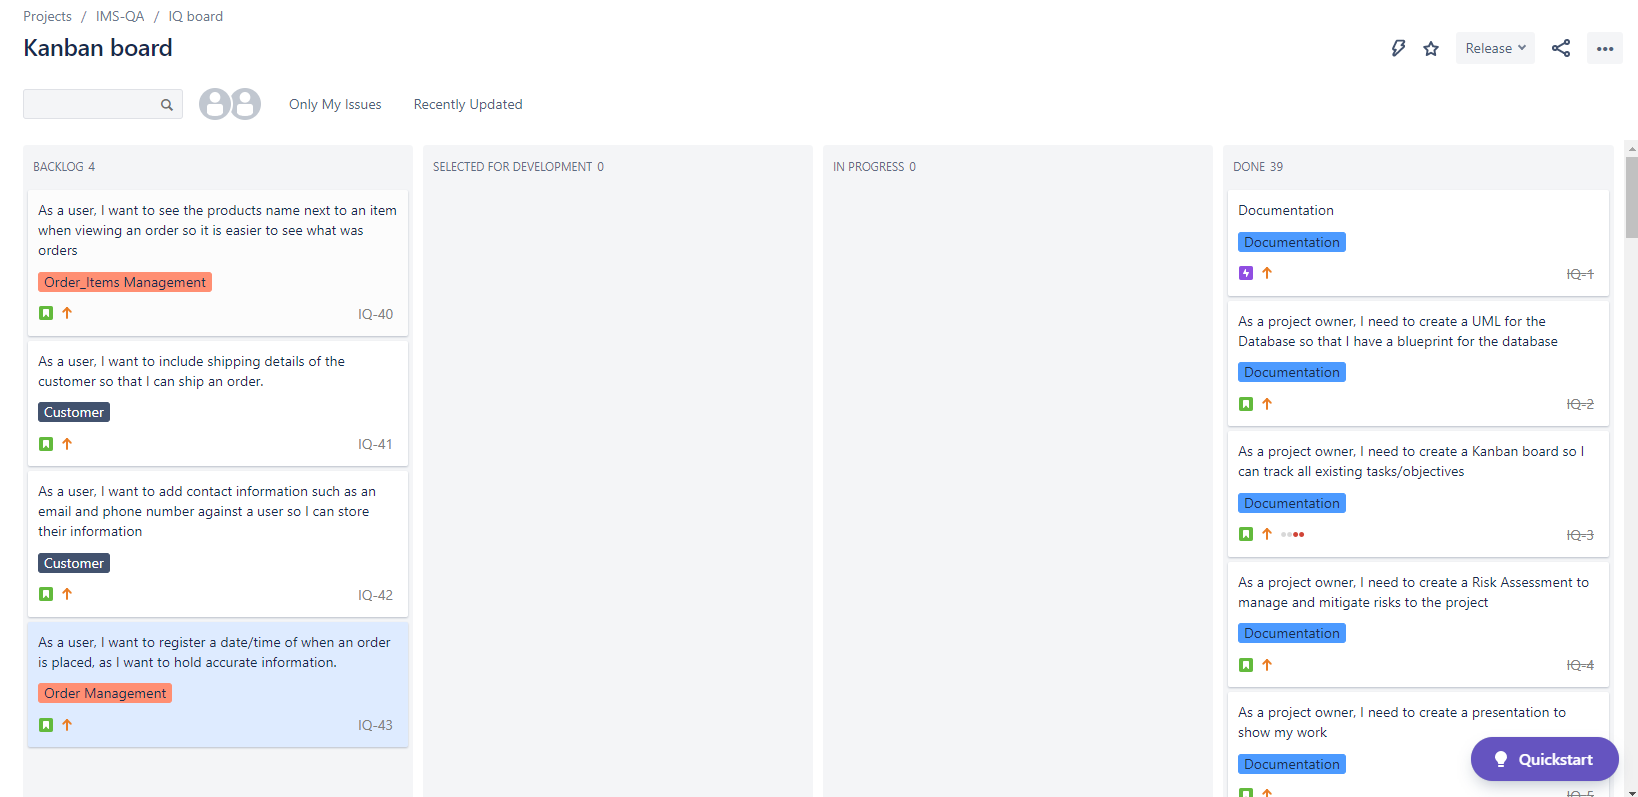 Projects / IMS-QA / IQ board
Kanban board
Release
Only My Issues
Recently Updated
BACKLOG 4
As a user, I want to see the products name next to an item
when viewing an order so it is easier to see what was
orders
Order_Items Management
IQ-40
As a user, I want to include shipping details of the
customer so that I can ship an order.
Customer
IQ-41
As a user, I want to add contact information such as an
email and phone number against a user so I can store
their information
Customer
IQ-42
As a user, I want to register a date/time of when an order
is placed, as I want to hold accurate information.
Order Management
IQ-43
SELECTED FOR DEVELOPMENT 0
IN PROGRESS 0
DONE 39
Documentation
Documentation
IQ-1
As a project owner, I need to create a UML for the
Database so that I have a blueprint for the database
Documentation
IQ-2
As a project owner, I need to create a Kanban board so I
can track all existing tasks/objectives
Documentation
IQ-3
As a project owner, I need to create a Risk Assessment to
manage and mitigate risks to the project
Documentation
IQ-4
As a project owner, I need to create a presentation to
show my work
Documentation
IQ-5
Quickstart